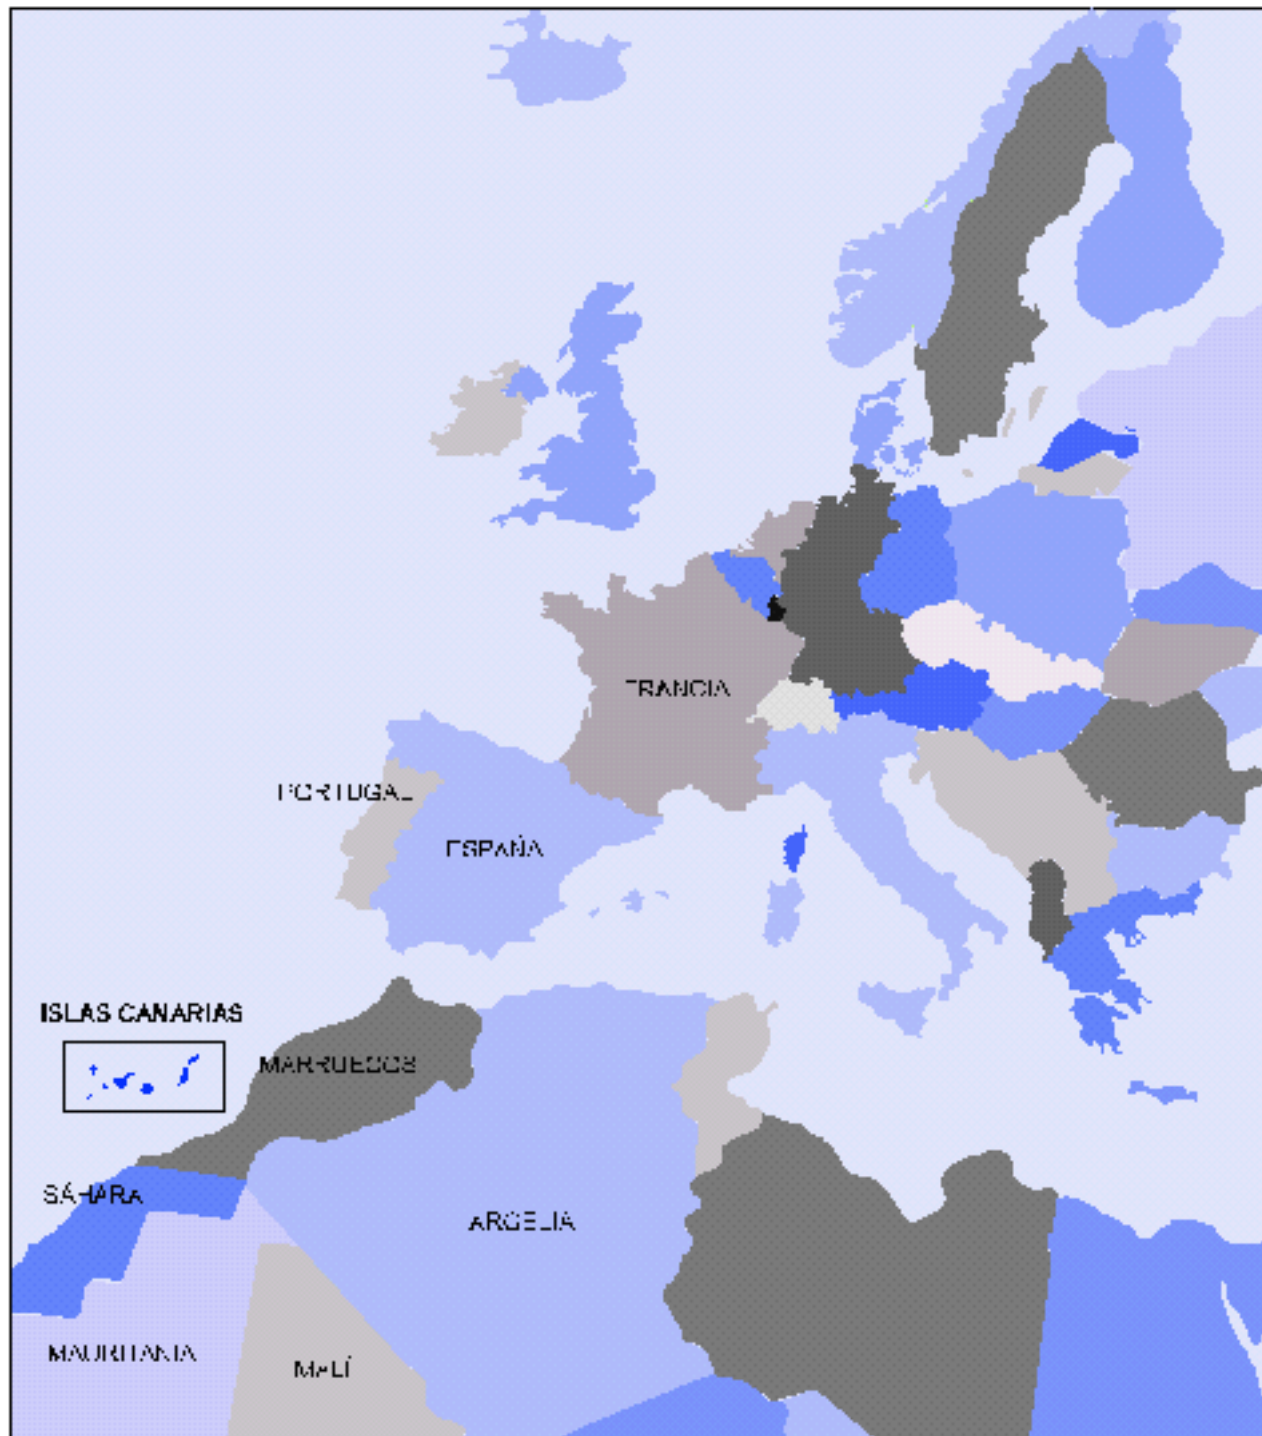 FRANCIA
PORTUGAL
ESPAÑA
ISLAS CANARIAS
MARRUECOS
SÁHARA
ARGELIA
MAURITANIA
MALÍ